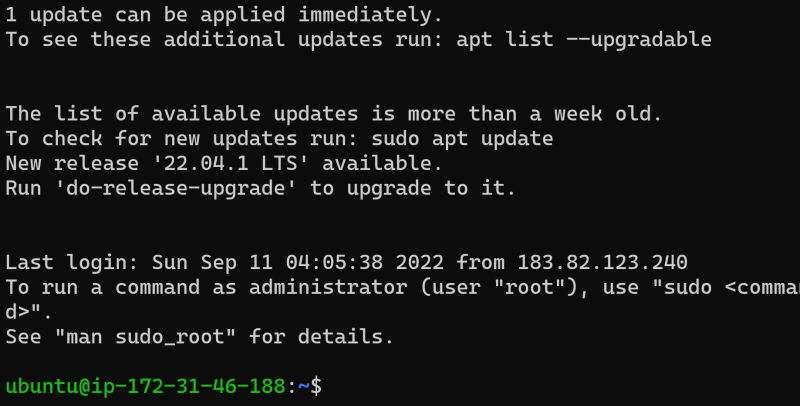 1 update can be applied immediately.
To see these additional updates run: apt list --upgradable
The list of available updates is more than a week old.
To check for new updates run: sudo apt update
New release '22.04.1 LTS' available.
Run 'do-release-upgrade' to upgrade to it.
Last login: Sun Sep 11 04:05:38 2022 from 183.82.123.240
To run a command as administrator (user "root"), use "sudo <comman
d>".
See "man sudo_root" for details.
ubuntu@ip-172-31-46-188:~$